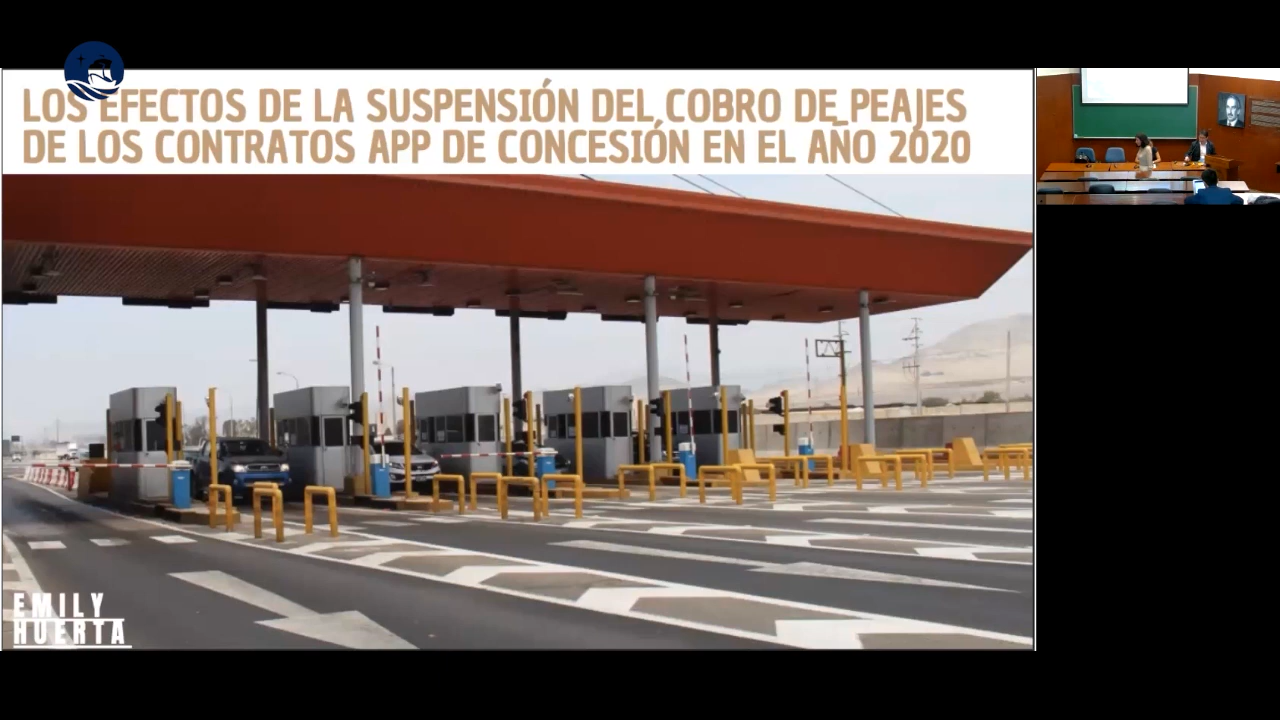 LOS EFECTOS DE LA SUSPENSIÓN DEL COBRO DE PEAJES
DE LOS CONTRATOS APP DE CONCESIÓN EN EL AÑO 2020
EMILY
HUERTA